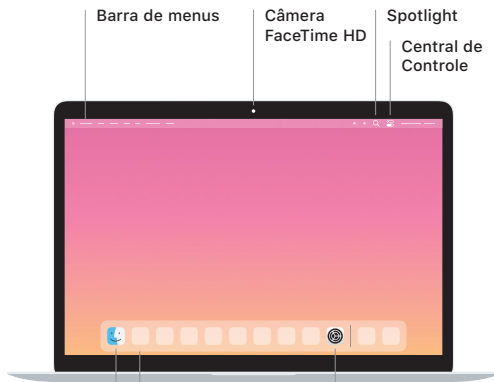 Barra de menus
Câmera
FaceTime HD
Spotlight
Central de
Controle